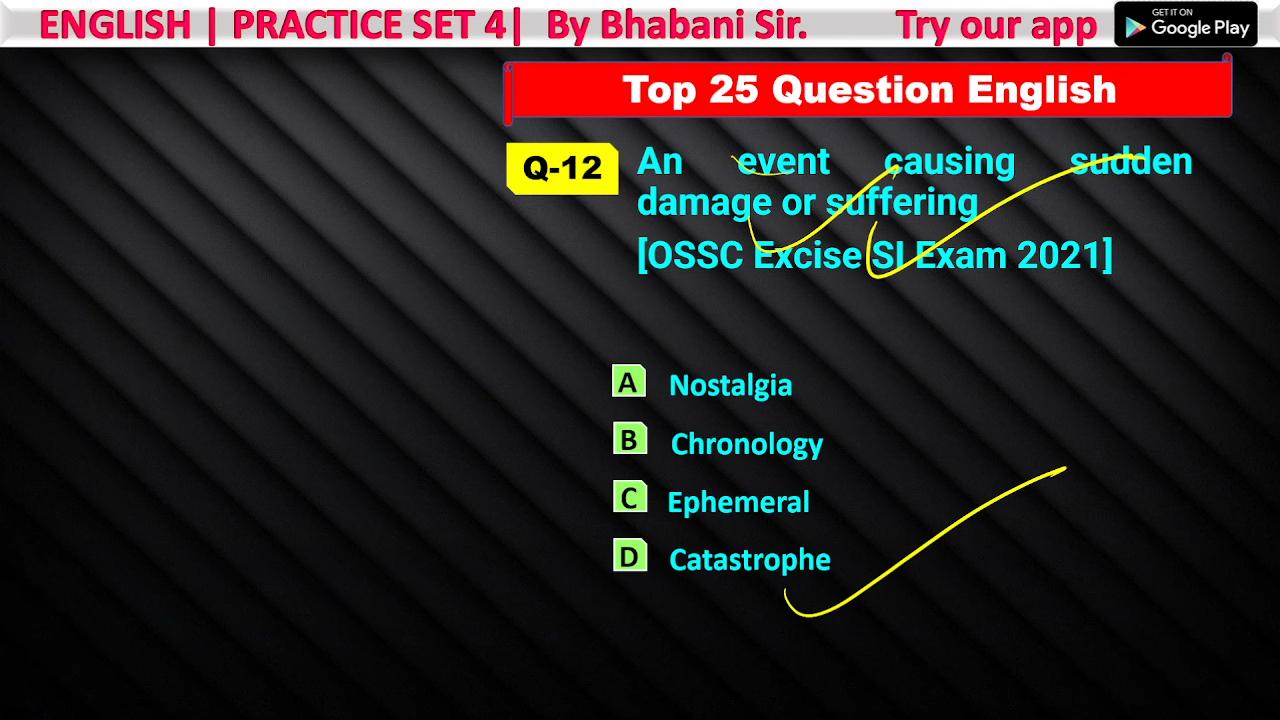 ENGLISH | PRACTICE SET 4| By Bhabani Sir. Try our app GET IT ON Google Play
Top 25 Question English
Q-12 An event causing sudden
damage or suffering
[OSSC Excise SI Exam 2021]
A Nostalgia
B Chronology
C Ephemeral
D Catastrophe